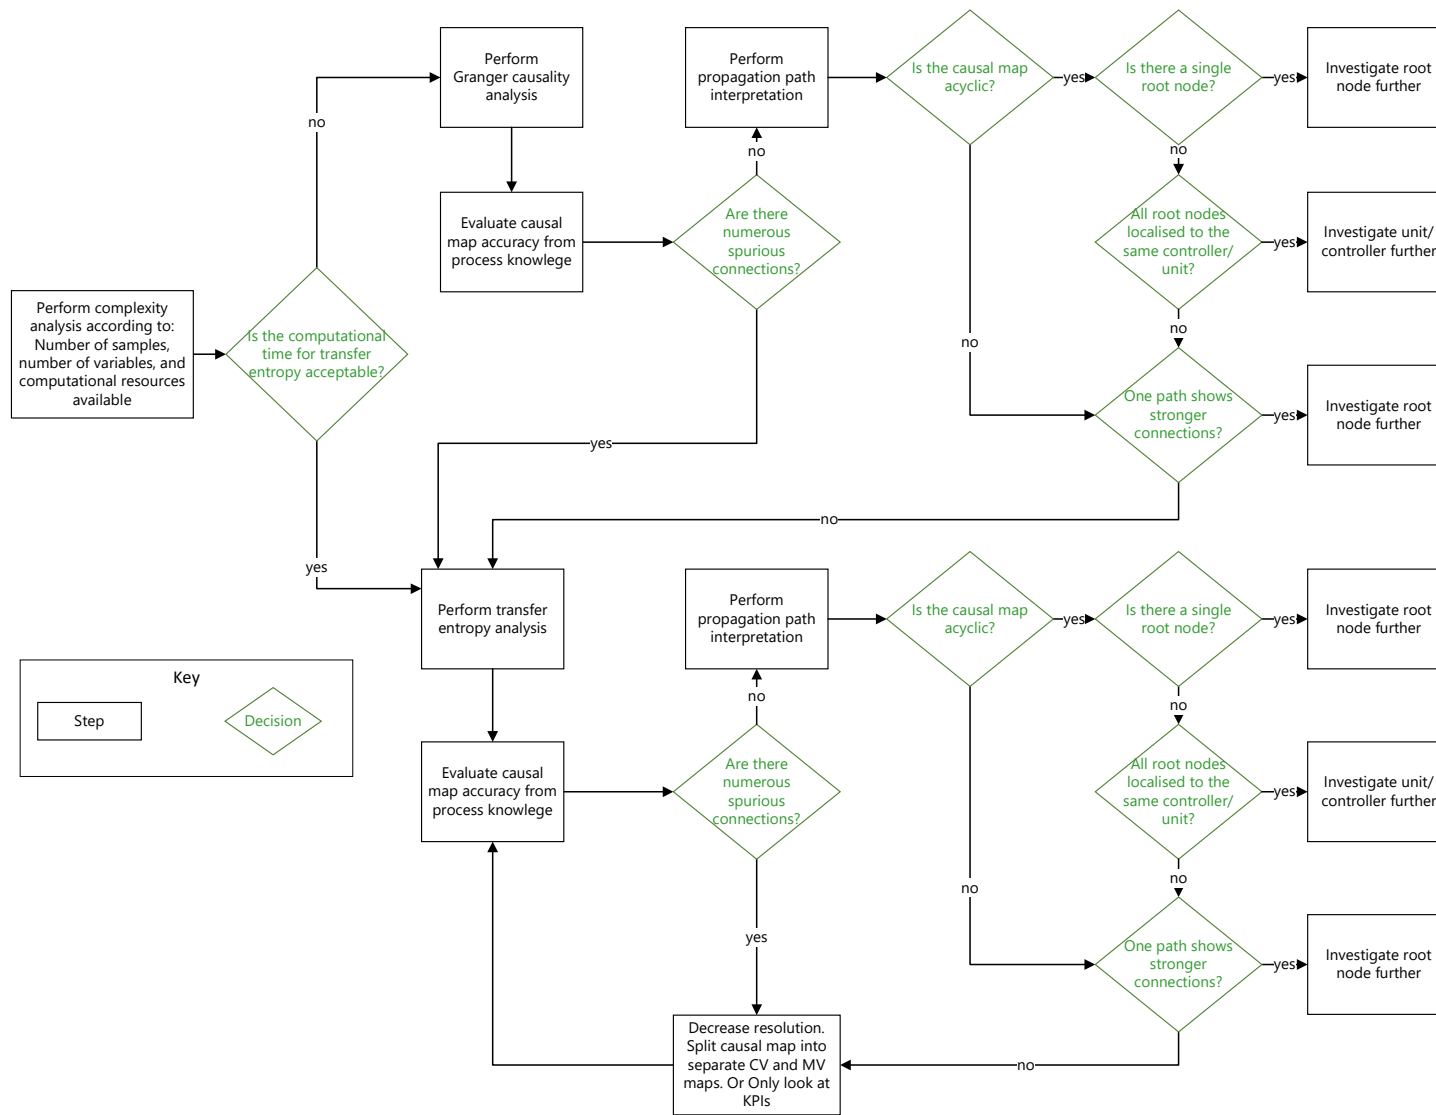 Perform
Granger causality
analysis
Perform
propagation path
interpretation
Is the causal map
acyclic?
yes
Is there a single
root node?
yes
Investigate root
node further
no
no
no
Evaluate causal
map accuracy from
process knowlege
Are there
numerous
spurious
connections?
All root nodes
localised to the
same controller/
unit?
yes
Investigate unit/
controller further
Perform complexity
analysis according to:
Number of samples,
number of variables, and
computational resources
available
Is the computational
time for transfer
entropy acceptable?
no
no
One path shows
stronger
connections?
yes
Investigate root
node further
yes
no
yes
Perform transfer
entropy analysis
Perform
propagation path
interpretation
Is the causal map
acyclic?
yes
Is there a single
root node?
yes
Investigate root
node further
Key
Step
Decision
no
no
Evaluate causal
map accuracy from
process knowlege
Are there
numerous
spurious
connections?
All root nodes
localised to the
same controller/
unit?
yes
Investigate unit/
controller further
no
no
yes
One path shows
stronger
connections?
yes
Investigate root
node further
Decrease resolution.
Split causal map into
separate CV and MV
maps. Or Only look at
KPIs
no